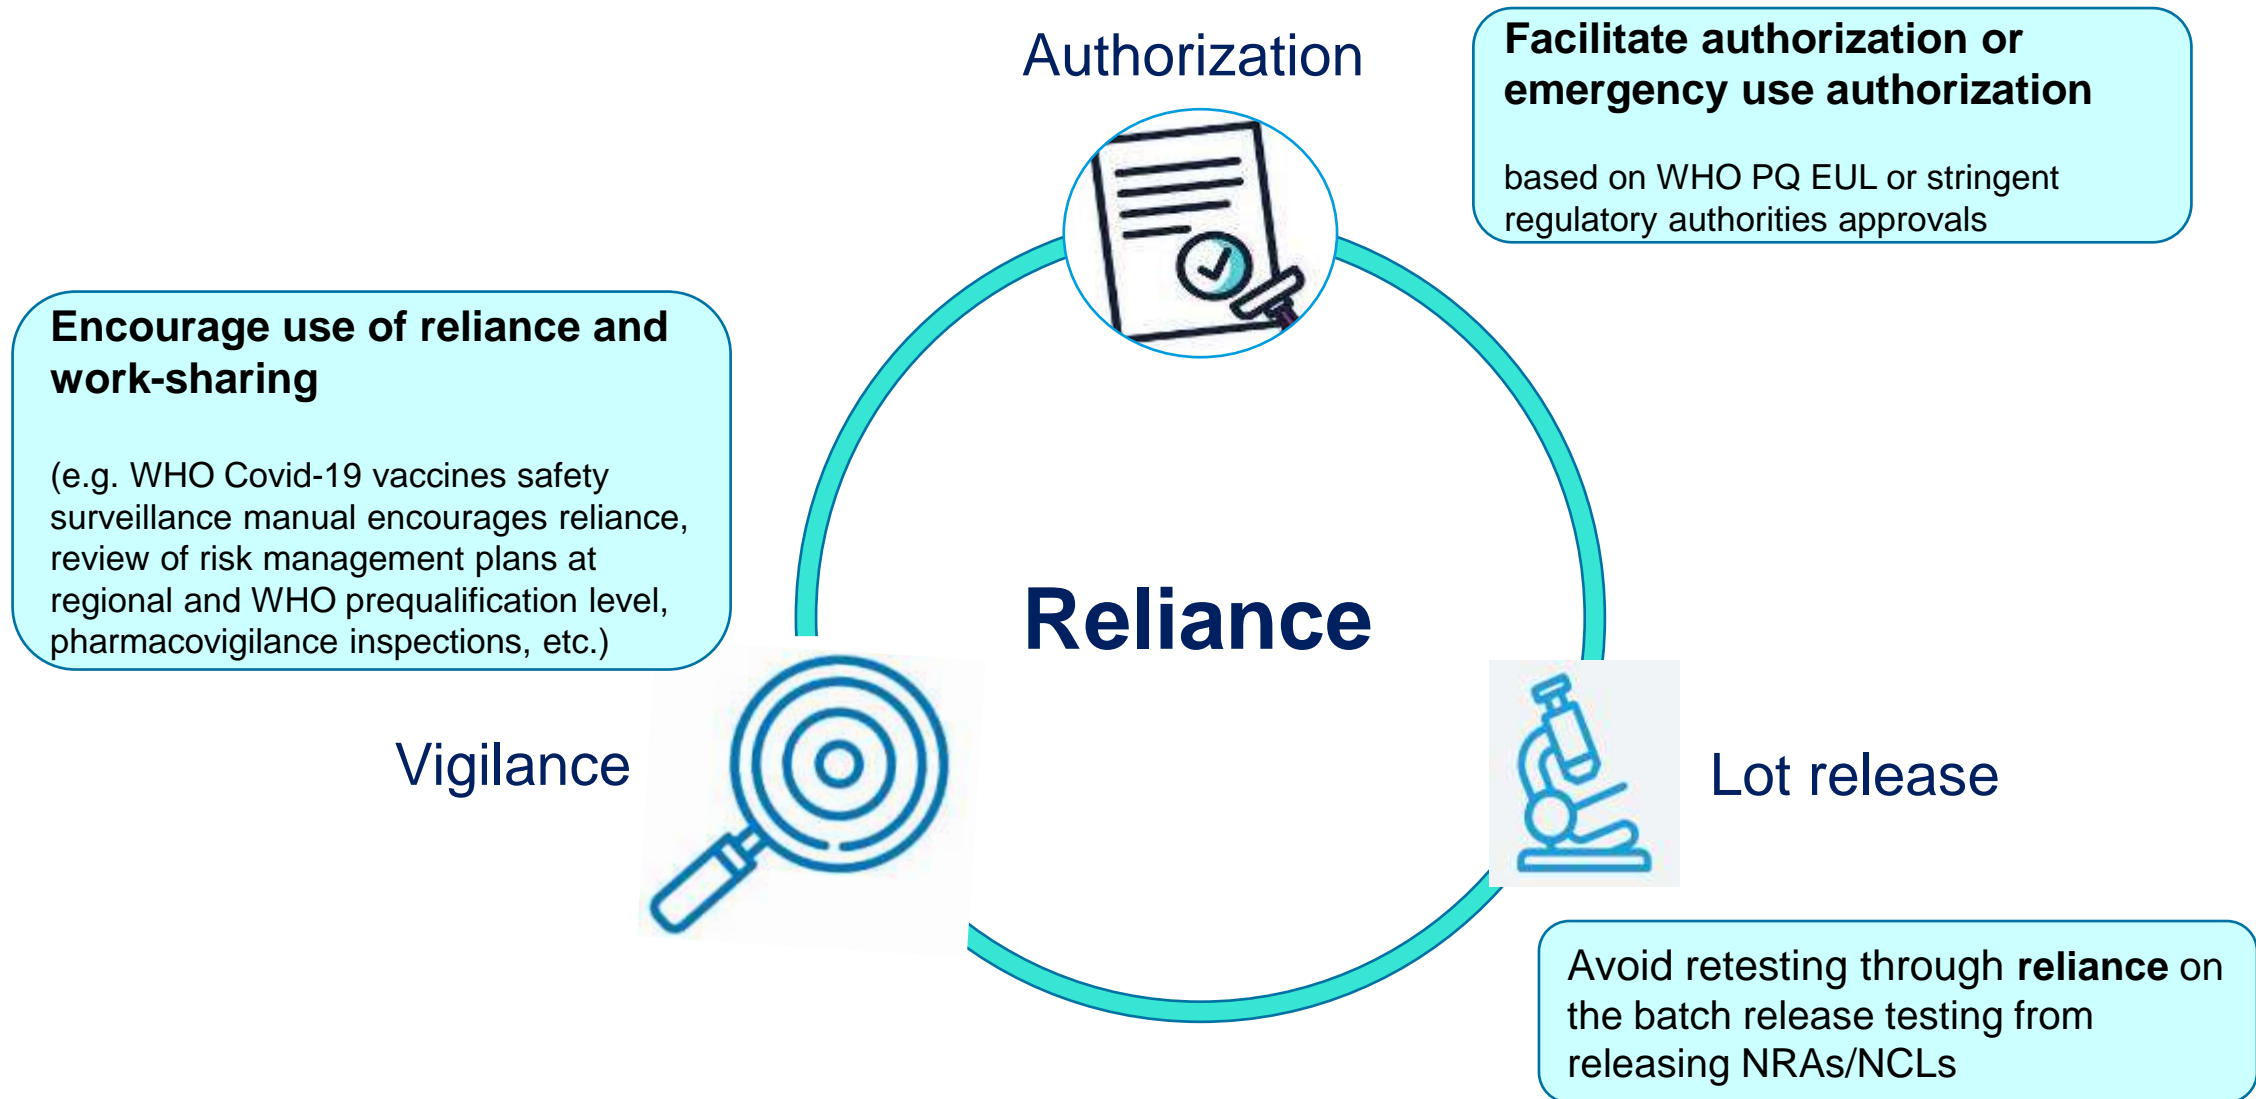 Authorization
Facilitate authorization or
emergency use authorization
based on WHO PQ EUL or stringent
regulatory authorities approvals
Encourage use of reliance and
work-sharing
(e.g. WHO Covid-19 vaccines safety
surveillance manual encourages reliance,
review of risk management plans at
regional and WHO prequalification level,
pharmacovigilance inspections, etc.)
Reliance
Vigilance
Lot release
Avoid retesting through reliance on
the batch release testing from
releasing NRAs/NCLs